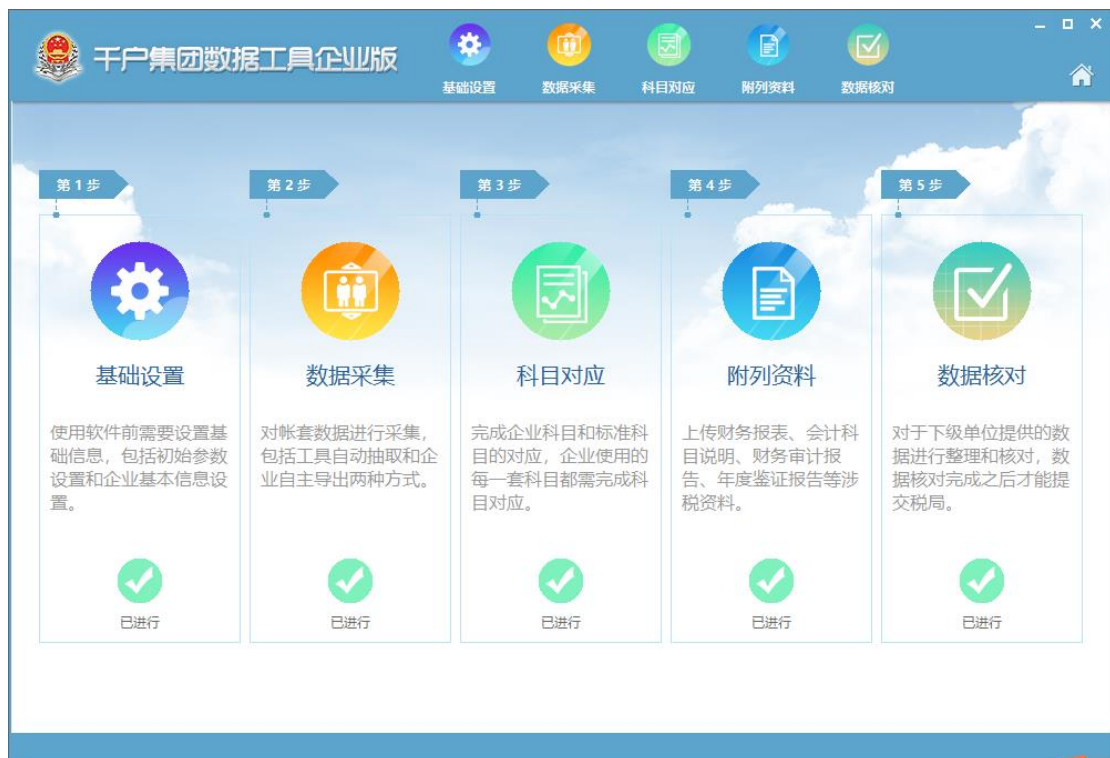 千户集团数据工具企业版
基础设置
数据采集
科目对应
附列资料
数据核对
第 1 步
第 2 步
第 3 步
第 4 步
第 5 步
基础设置
使用软件前需要设置基
础信息，包括初始参数
设置和企业基本信息设
置。
已进行
数据采集
对帐套数据进行采集，
包括工具自动抽取和企
业自主导出两种方式。
已进行
科目对应
完成企业科目和标准科
目的对应，企业使用的
每一套科目都需完成科
目对应。
已进行
附列资料
上传财务报表、会计科
目说明、财务审计报
告、年度鉴证报告等涉
税资料。
已进行
数据核对
对于下级单位提供的数
据进行整理和核对，数
据核对完成之后才能提
交税局。
已进行